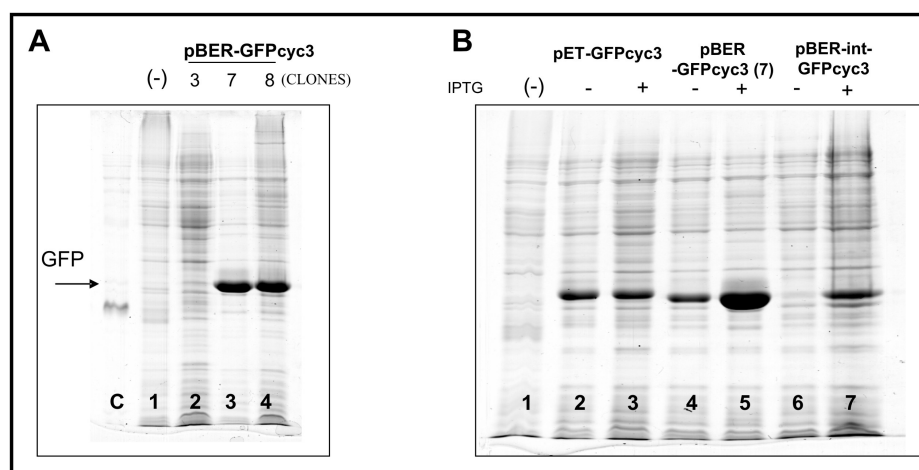 A
pBER-GFPcyc3
(-) 3 7 8 (CLONES)
GFP
C 1 2 3 4
B
pET-GFPcyc3
pBER
-GFPcyc3 (7)
pBER-int-
GFPcyc3
IPTG (-) - + - + - +
1 2 3 4 5 6 7